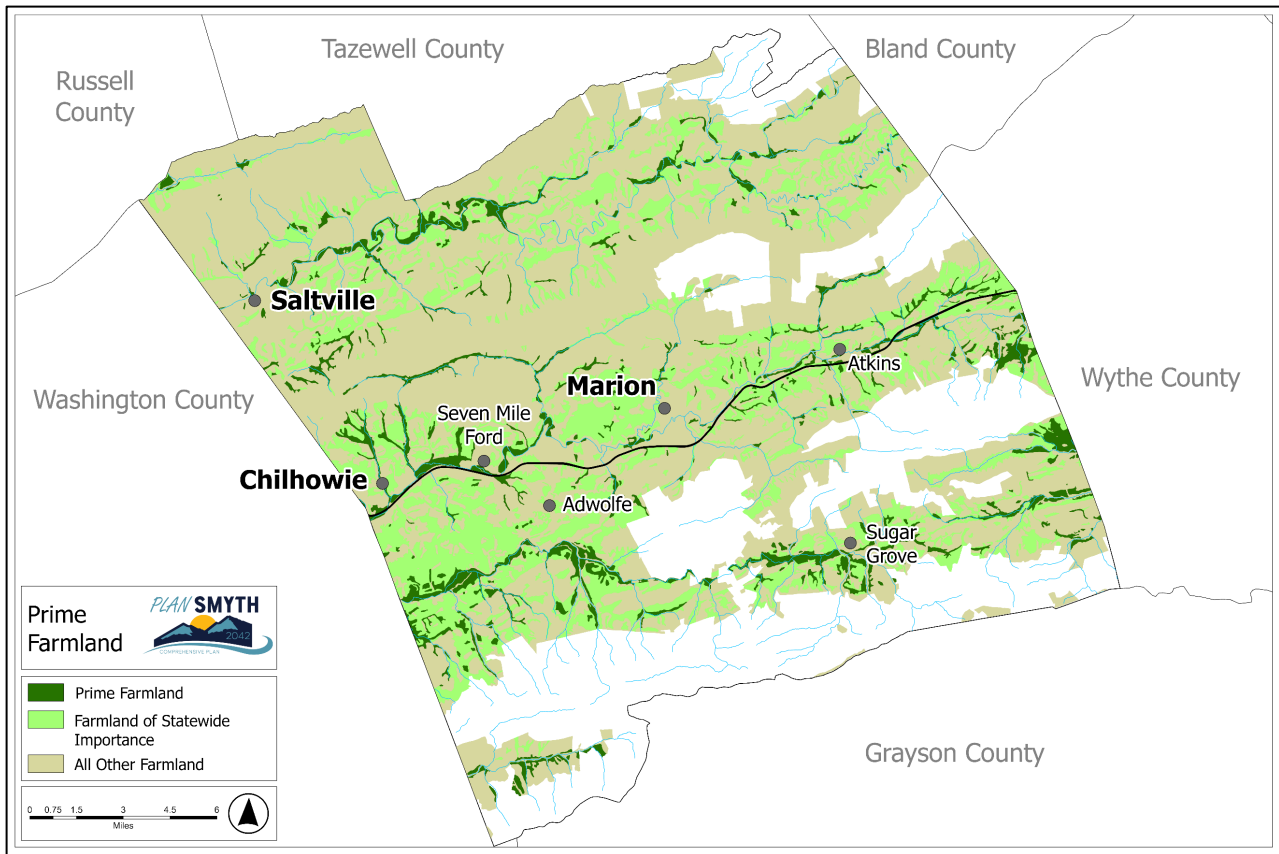 Tazewell County
Bland County
Russell
County
Saltville
Washington County
Marion
Atkins
Wythe County
Seven Mile
Ford
Chilhowie
Adwolfe
Sugar
Grove
Grayson County
Prime
Farmland
PLAN SMYTH
2042
COMPREHENSIVE PLAN
Prime Farmland
Farmland of Statewide
Importance
All Other Farmland
0 0.75 1.5 3 4.5 6
Miles